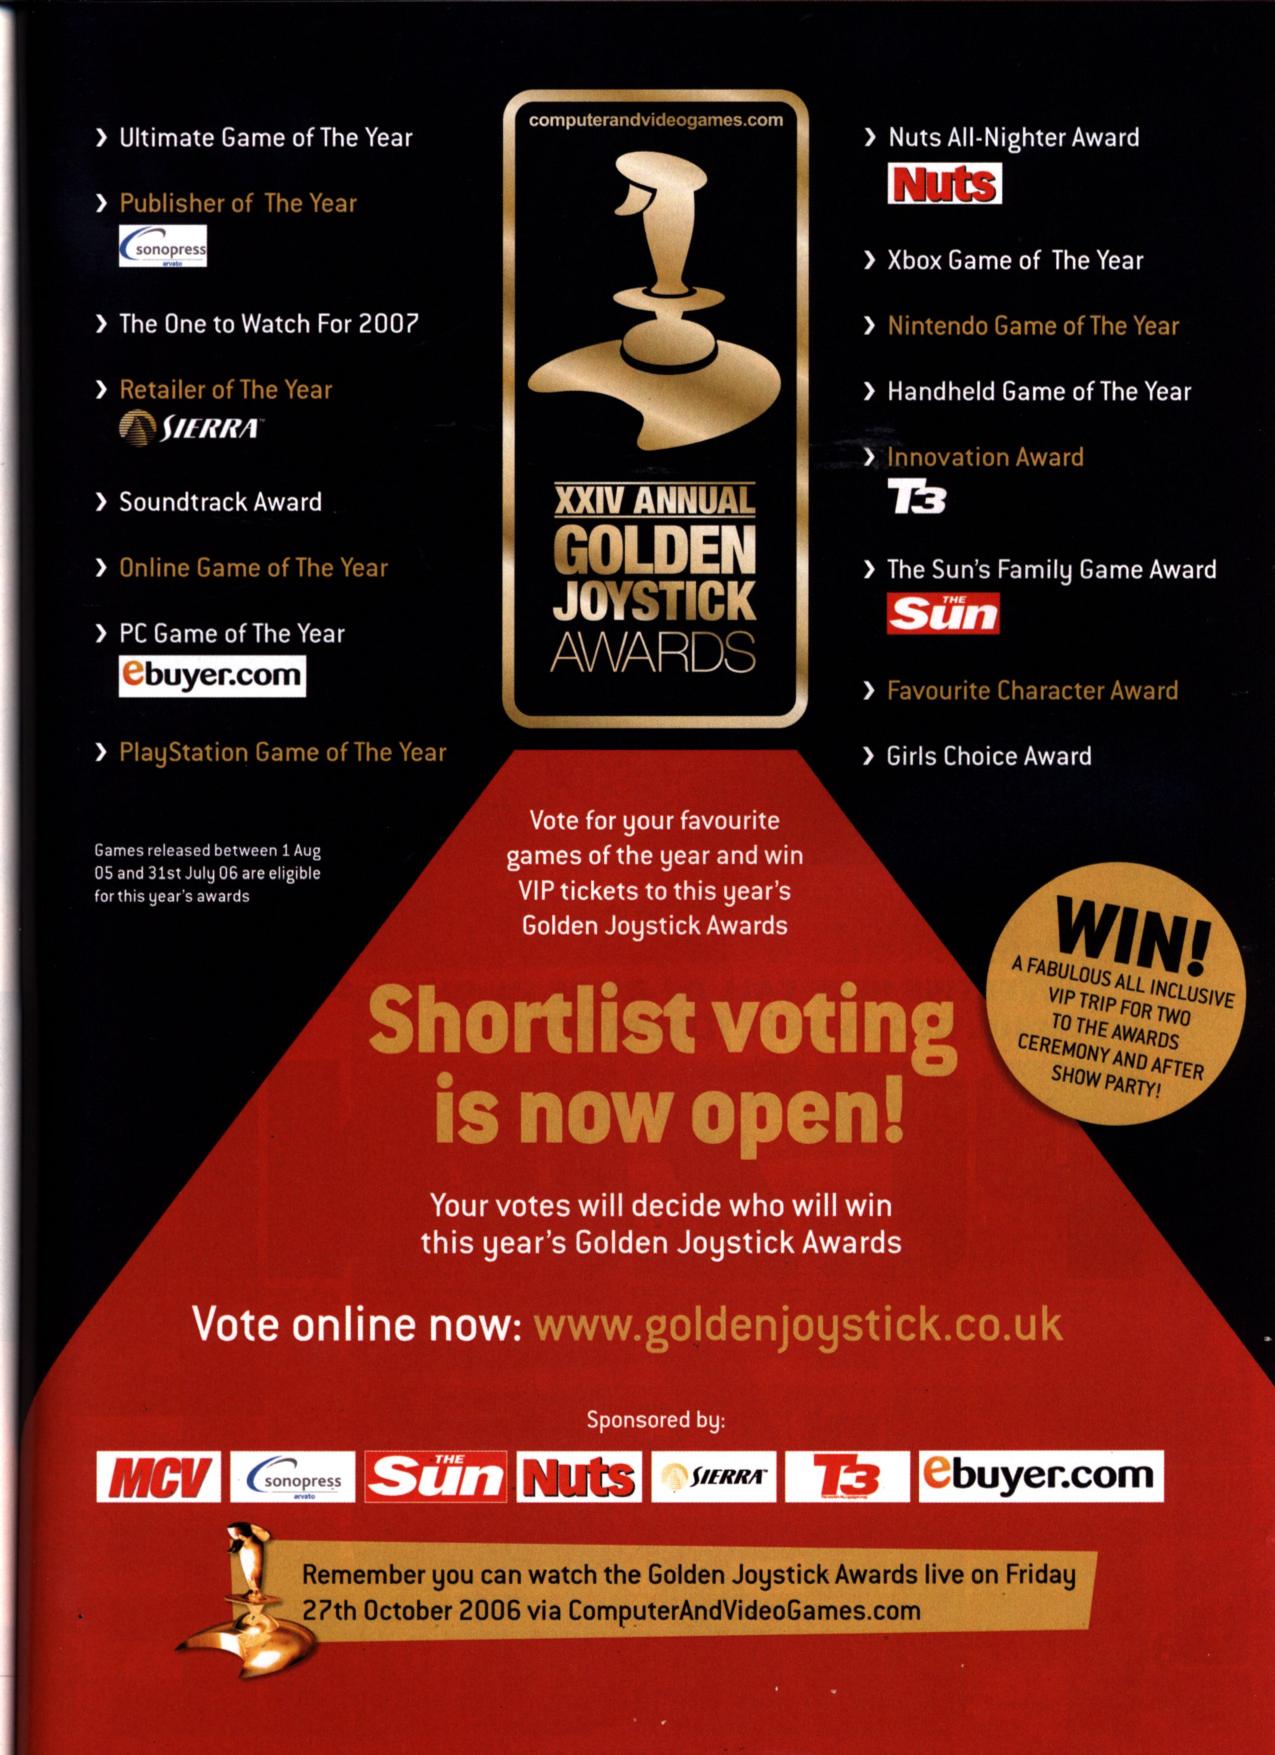 computerandvideogames.com
XXIV ANNUAL
GOLDEN
JOYSTICK
AWARDS
❯ Ultimate Game of The Year
❯ Publisher of The Year
sonopress
arvato
❯ The One to Watch For 2007
❯ Retailer of The Year
SIERRA™
❯ Soundtrack Award
❯ Online Game of The Year
❯ PC Game of The Year
ebuyer.com
❯ PlayStation Game of The Year
❯ Nuts All-Nighter Award
Nuts
❯ Xbox Game of The Year
❯ Nintendo Game of The Year
❯ Handheld Game of The Year
❯ Innovation Award
T3
❯ The Sun's Family Game Award
THE
Sun
❯ Favourite Character Award
❯ Girls Choice Award
Games released between 1 Aug
05 and 31st July 06 are eligible
for this year's awards
Vote for your favourite
games of the year and win
VIP tickets to this year's
Golden Joystick Awards
WIN!
A FABULOUS ALL INCLUSIVE
VIP TRIP FOR TWO
TO THE AWARDS
CEREMONY AND AFTER
SHOW PARTY!
Shortlist voting
is now open!
Your votes will decide who will win
this year's Golden Joystick Awards
Vote online now: www.goldenjoystick.co.uk
Sponsored by:
MCV
sonopress
arvato
THE
Sun
Nuts
SIERRA™
T3
ebuyer.com
Remember you can watch the Golden Joystick Awards live on Friday
27th October 2006 via ComputerAndVideoGames.com